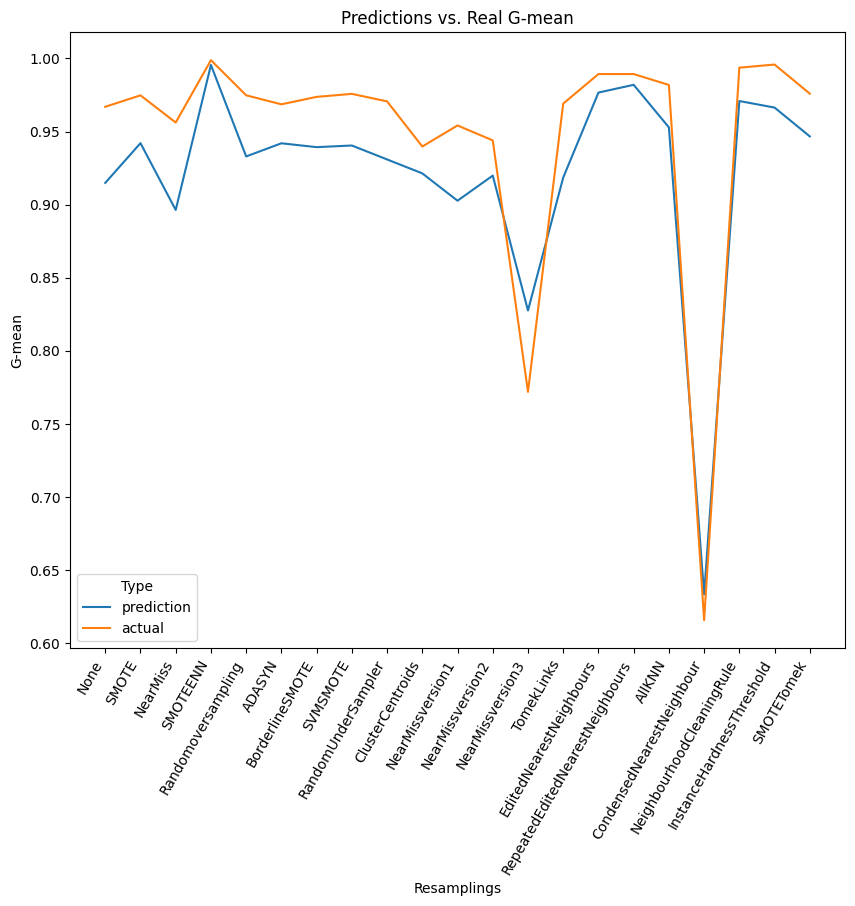 Predictions vs. Real G-mean
1.00
0.95
0.90
0.85
0.80
0.75
0.70
0.65
0.60
G-mean
Type
prediction
actual
None
SMOTE
NearMiss
SMOTEENN
Randomoversampling
ADASYN
BorderlineSMOTE
SVMSMOTE
RandomUnderSampler
ClusterCentroids
NearMissversion1
NearMissversion2
NearMissversion3
TomekLinks
EditedNearestNeighbours
RepeatedEditedNearestNeighbours
AllKNN
CondensedNearestNeighbour
NeighbourhoodCleaningRule
InstanceHardnessThreshold
SMOTETomek
Resamplings